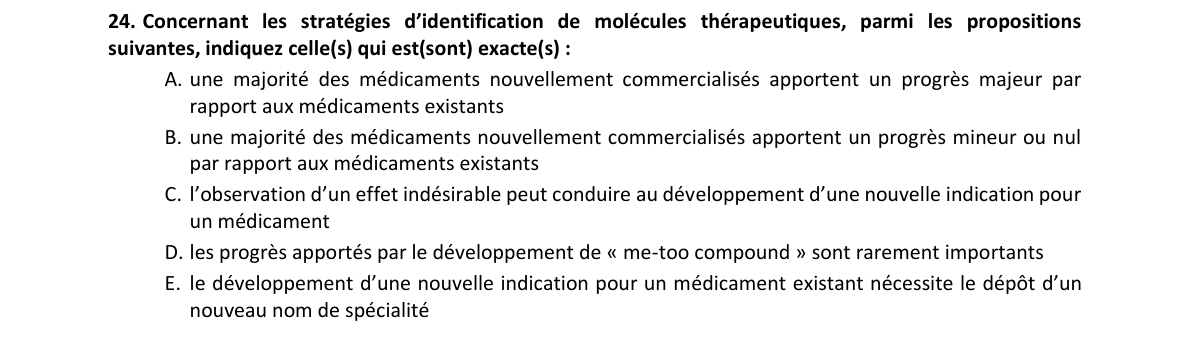 24. Concernant les stratégies d’identification de molécules thérapeutiques, parmi les propositions
suivantes, indiquez celle(s) qui est(sont) exacte(s) :
A. une majorité des médicaments nouvellement commercialisés apportent un progrès majeur par
rapport aux médicaments existants
B. une majorité des médicaments nouvellement commercialisés apportent un progrès mineur ou nul
par rapport aux médicaments existants
C. l’observation d’un effet indésirable peut conduire au développement d’une nouvelle indication pour
un médicament
D. les progrès apportés par le développement de « me-too compound » sont rarement importants
E. le développement d’une nouvelle indication pour un médicament existant nécessite le dépôt d’un
nouveau nom de spécialité